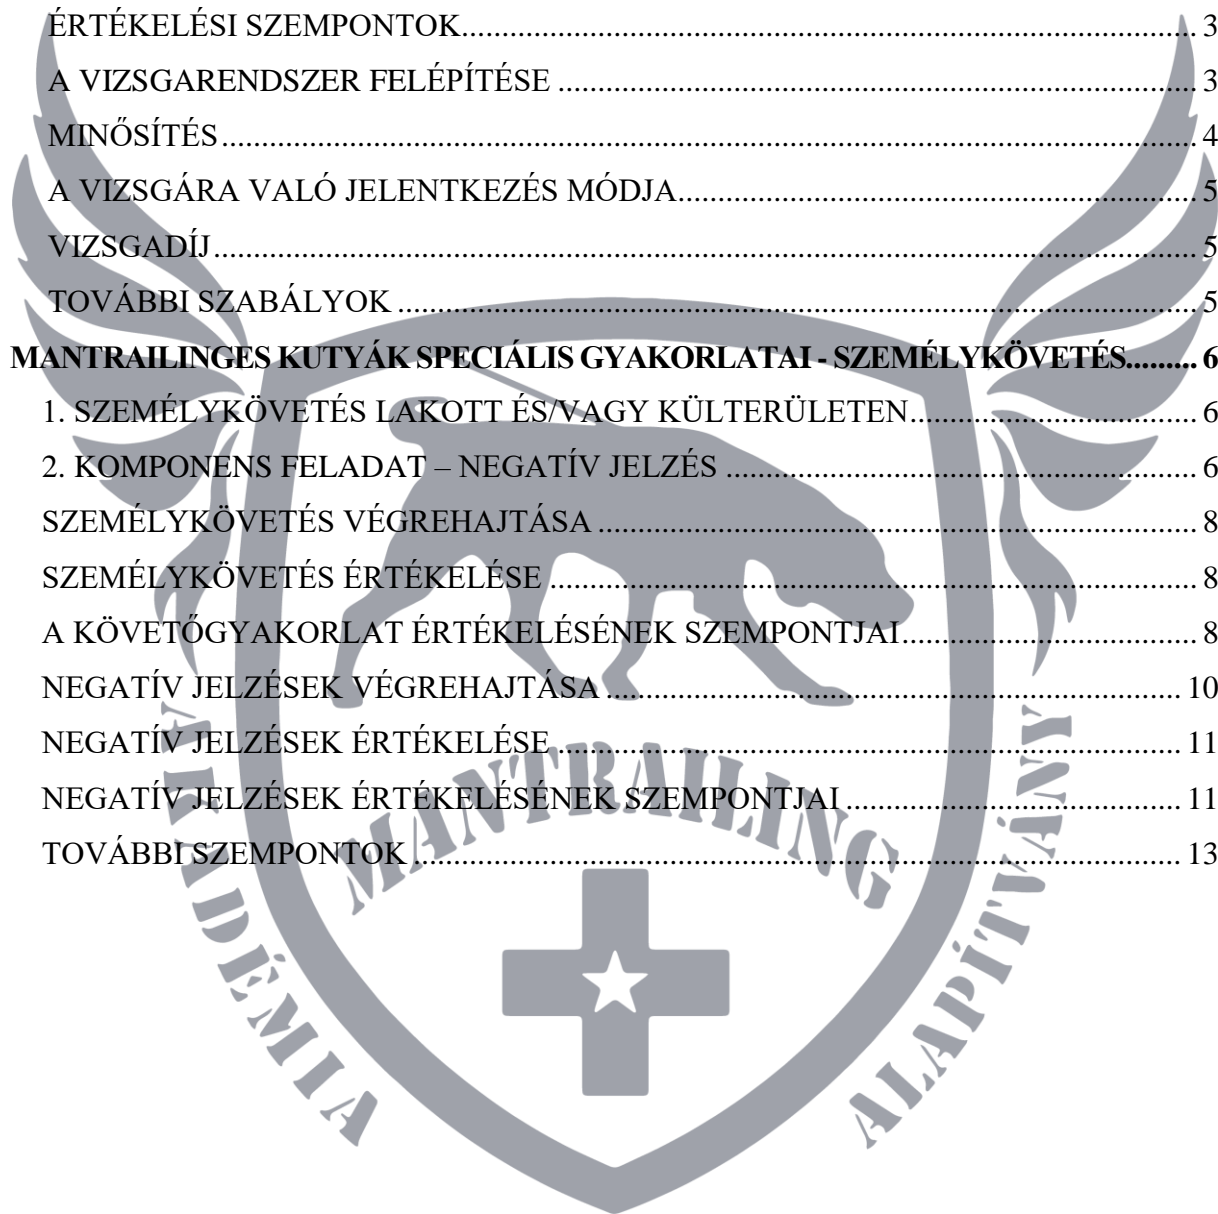 ÉRTÉKELÉSI SZEMPONTOK.......................................................................................................... 3
A VIZSGARENDSZER FELÉPÍTÉSE ............................................................................................ 3
MINŐSÍTÉS ........................................................................................................................................ 4
A VIZSGÁRA VALÓ JELENTKEZÉS MÓDJA........................................................................... 5
VIZSGADÍJ ......................................................................................................................................... 5
TOVÁBBI SZABÁLYOK ................................................................................................................ 5
MANTRAILINGES KUTYÁK SPECIÁLIS GYAKORLATAI - SZEMÉLYKÖVETÉS......... 6
1. SZEMÉLYKÖVETÉS LAKOTT ÉS/VAGY KÜLTERÜLETEN............................................. 6
2. KOMPONENS FELADAT – NEGATÍV JELZÉS ................................................................... 6
SZEMÉLYKÖVETÉS VÉGREHAJTÁSA ..................................................................................... 8
SZEMÉLYKÖVETÉS ÉRTÉKELÉSE ........................................................................................... 8
A KÖVETŐGYAKORLAT ÉRTÉKELÉSÉNEK SZEMPONTJAI............................................. 8
NEGATÍV JELZÉSEK VÉGREHAJTÁSA ................................................................................... 10
NEGATÍV JELZÉSEK ÉRTÉKELÉSE.......................................................................................... 11
NEGATÍV JELZÉSEK ÉRTÉKELÉSÉNEK SZEMPONTJAI .................................................... 11
TOVÁBBI SZEMPONTOK ............................................................................................................. 13
MANTRAILING
AKADÉMIA
ALAPÍTVÁNY